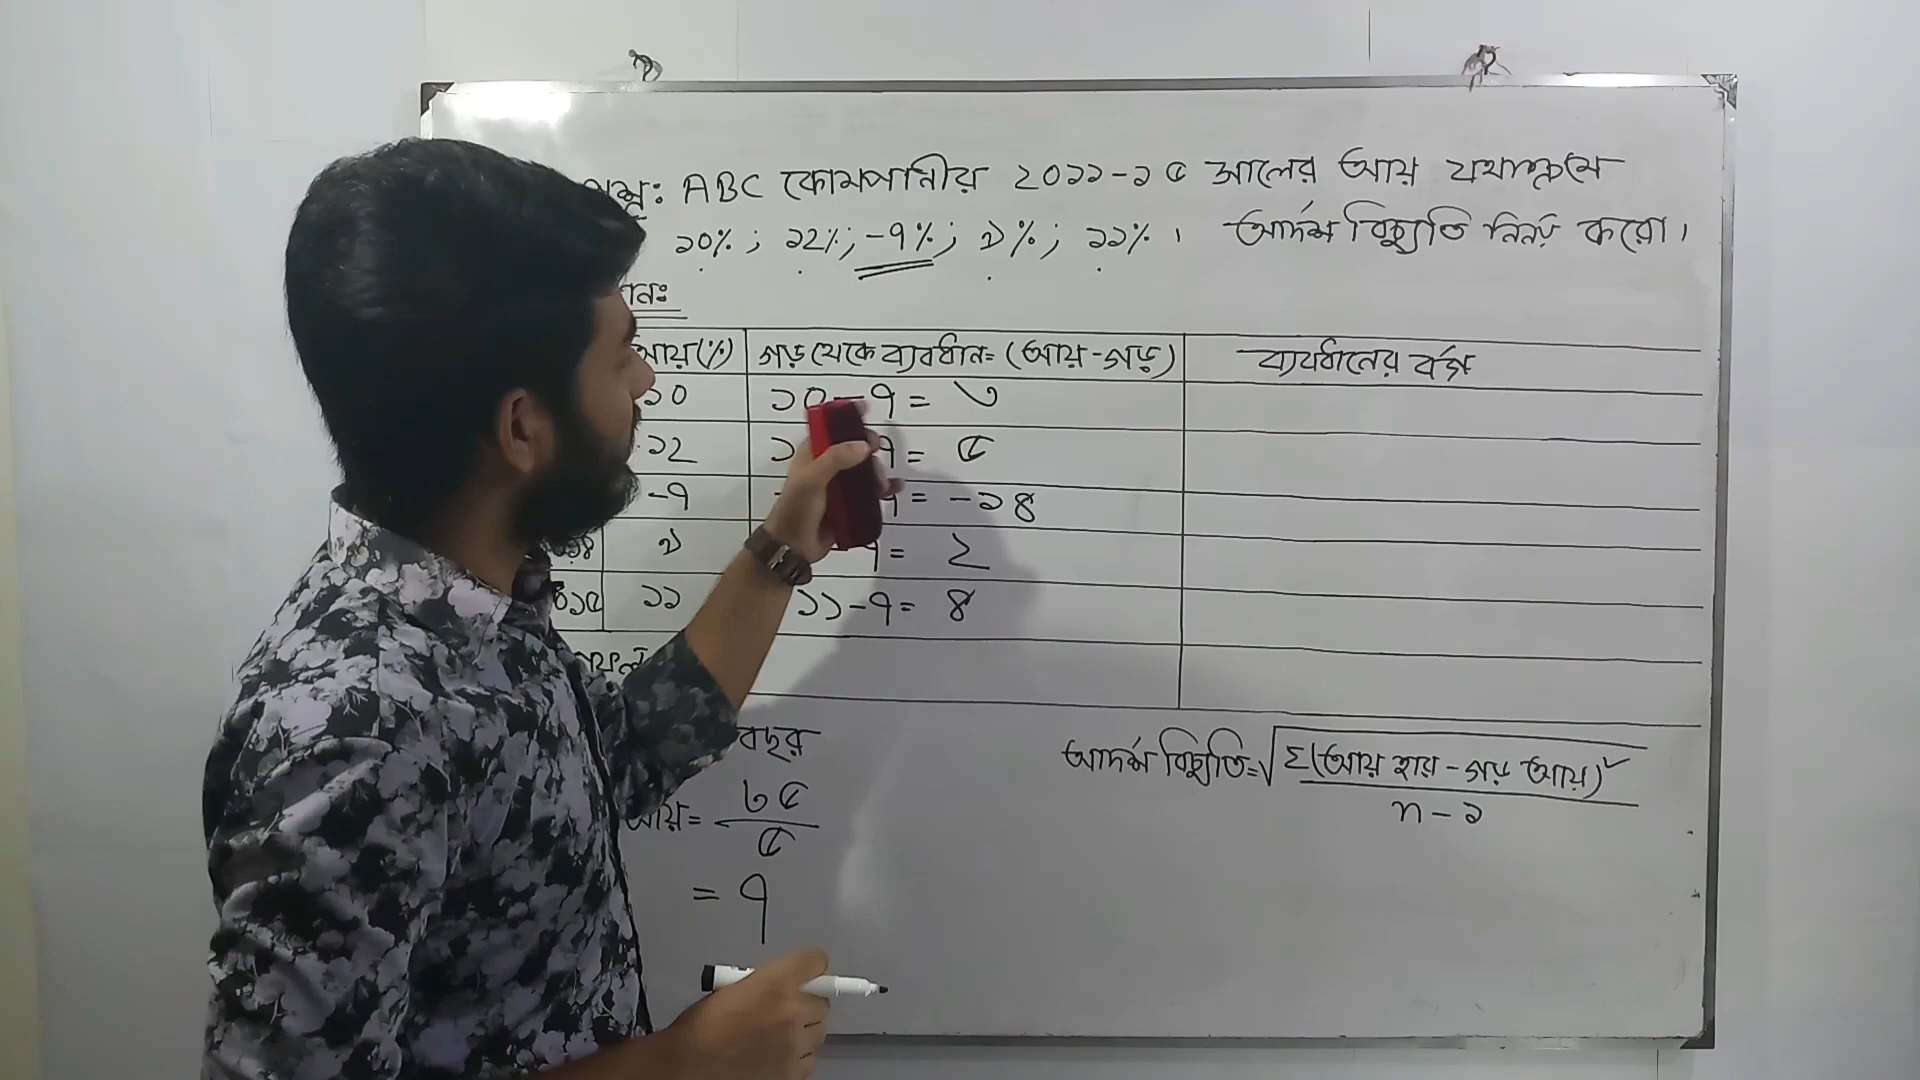 প্রশ্ন: ABC কোম্পানীর ২০১১-১৫ সালের আয় যথাক্রমে
১০%; ১২%; -৭%; ৯%; ১১%। আদর্শ বিচ্যুতি নির্নয় করো।
আয়(%) গড় থেকে ব্যবধান= (আয়-গড়) ব্যবধানের বর্গ
১০ ১০-৭= ৩
১২ = ৫
-৭ = -১৪
৯ = ২
১১ ১১-৭= ৪
বছর
আদর্শ বিচ্যুতি=√Σ(আয় হার-গড় আয়)²
n-১
আয়= ৩৫
৫
= ৭